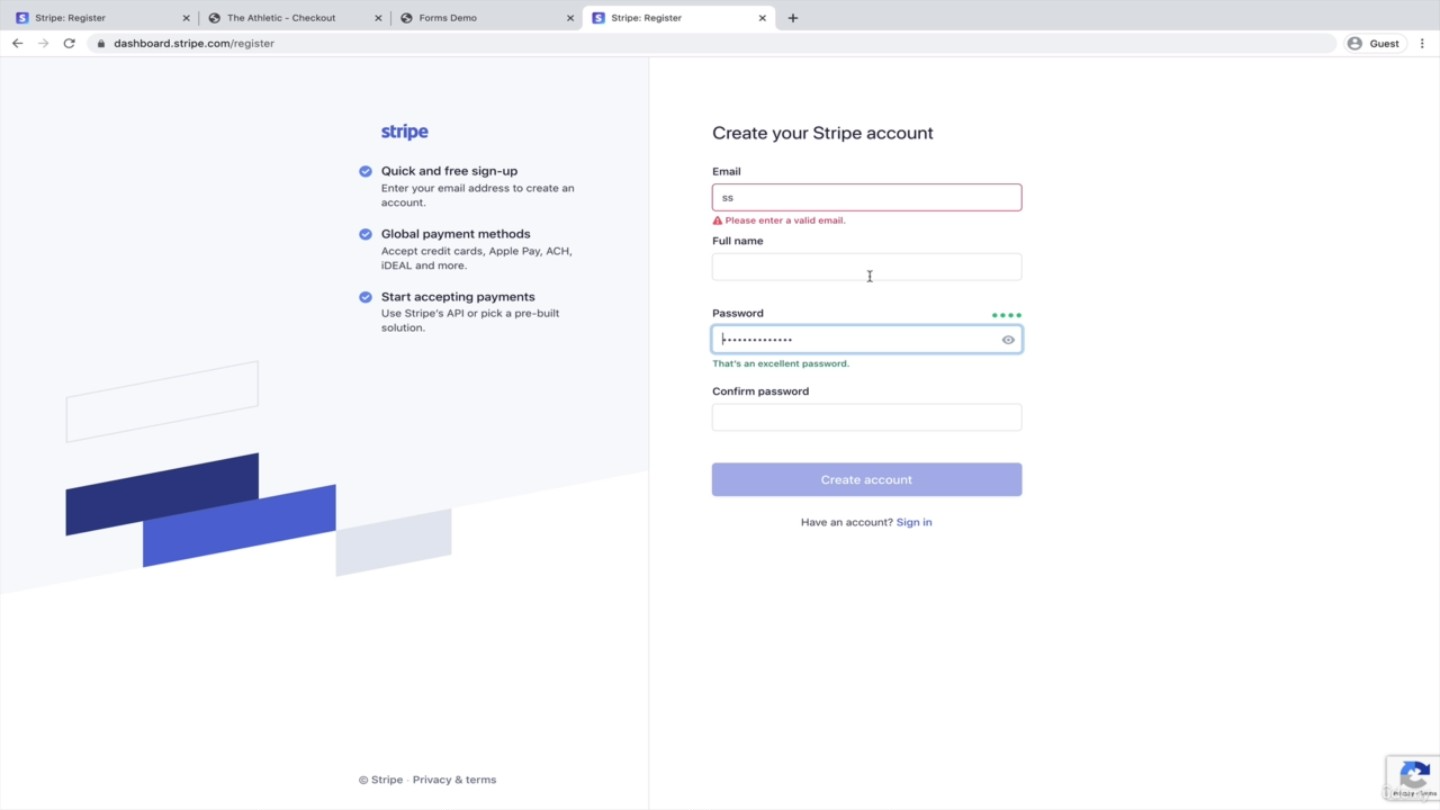 Stripe: Register
The Athletic - Checkout
Forms Demo
Stripe: Register
dashboard.stripe.com/register
Guest
stripe
Quick and free sign-up
Enter your email address to create an
account.
Global payment methods
Accept credit cards, Apple Pay, ACH,
iDEAL and more.
Start accepting payments
Use Stripe's API or pick a pre-built
solution.
© Stripe · Privacy & terms
Create your Stripe account
Email
ss
Please enter a valid email.
Full name
Password
That's an excellent password.
Confirm password
Create account
Have an account? Sign in